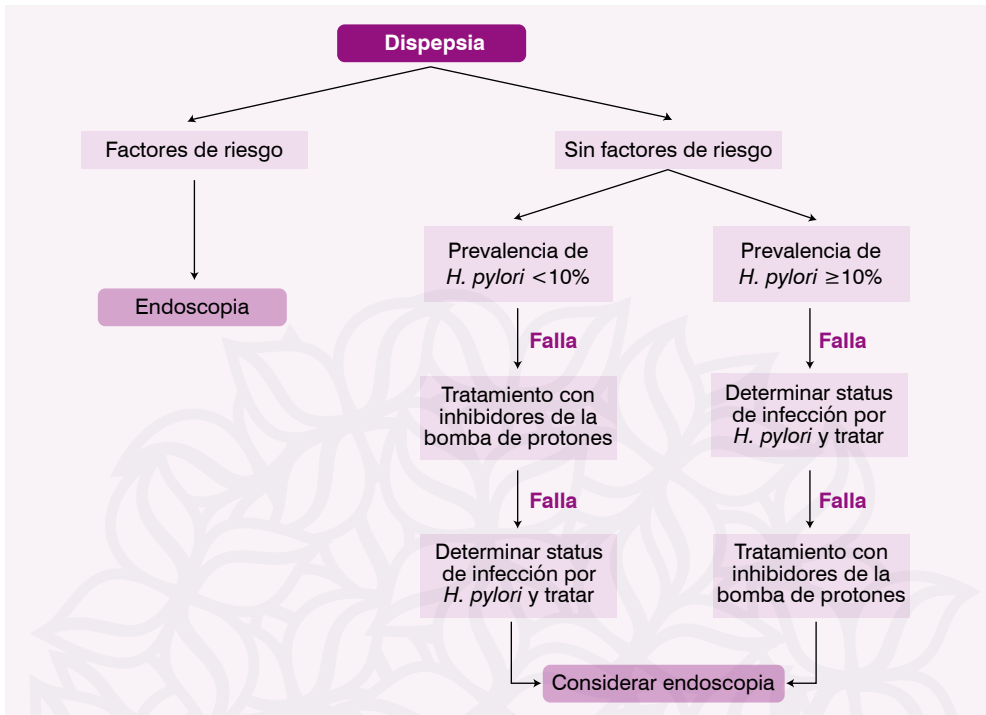 Dispepsia
Factores de riesgo
Sin factores de riesgo
Endoscopia
Prevalencia de
H. pylori <10%
Prevalencia de
H. pylori ≥10%
Falla
Falla
Tratamiento con
inhibidores de la
bomba de protones
Determinar status
de infección por
H. pylori y tratar
Falla
Falla
Determinar status
de infección por
H. pylori y tratar
Tratamiento con
inhibidores de la
bomba de protones
Considerar endoscopia